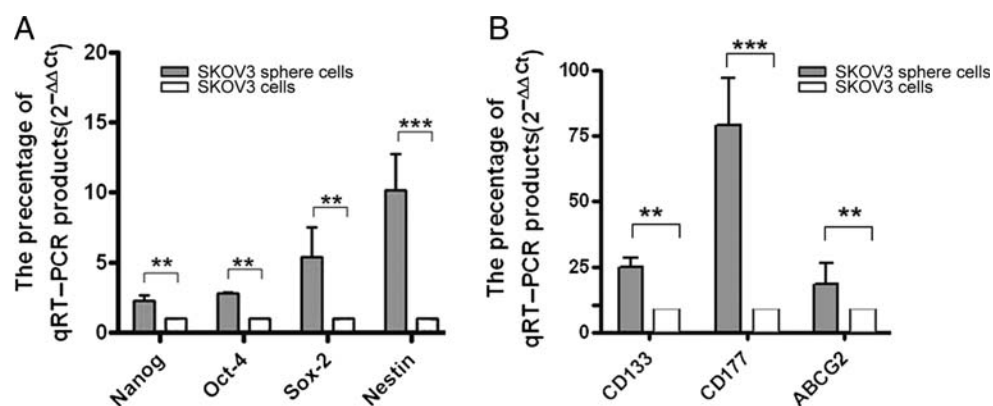 A
The precentage of
qRT–PCR products(2^−ΔΔCt)
20
15
10
5
0
SKOV3 sphere cells
SKOV3 cells
**
**
**
***
Nanog
Oct-4
Sox-2
Nestin
B
The precentage of
qRT–PCR products(2^−ΔΔCt)
100
75
50
25
0
SKOV3 sphere cells
SKOV3 cells
**
***
**
CD133
CD177
ABCG2